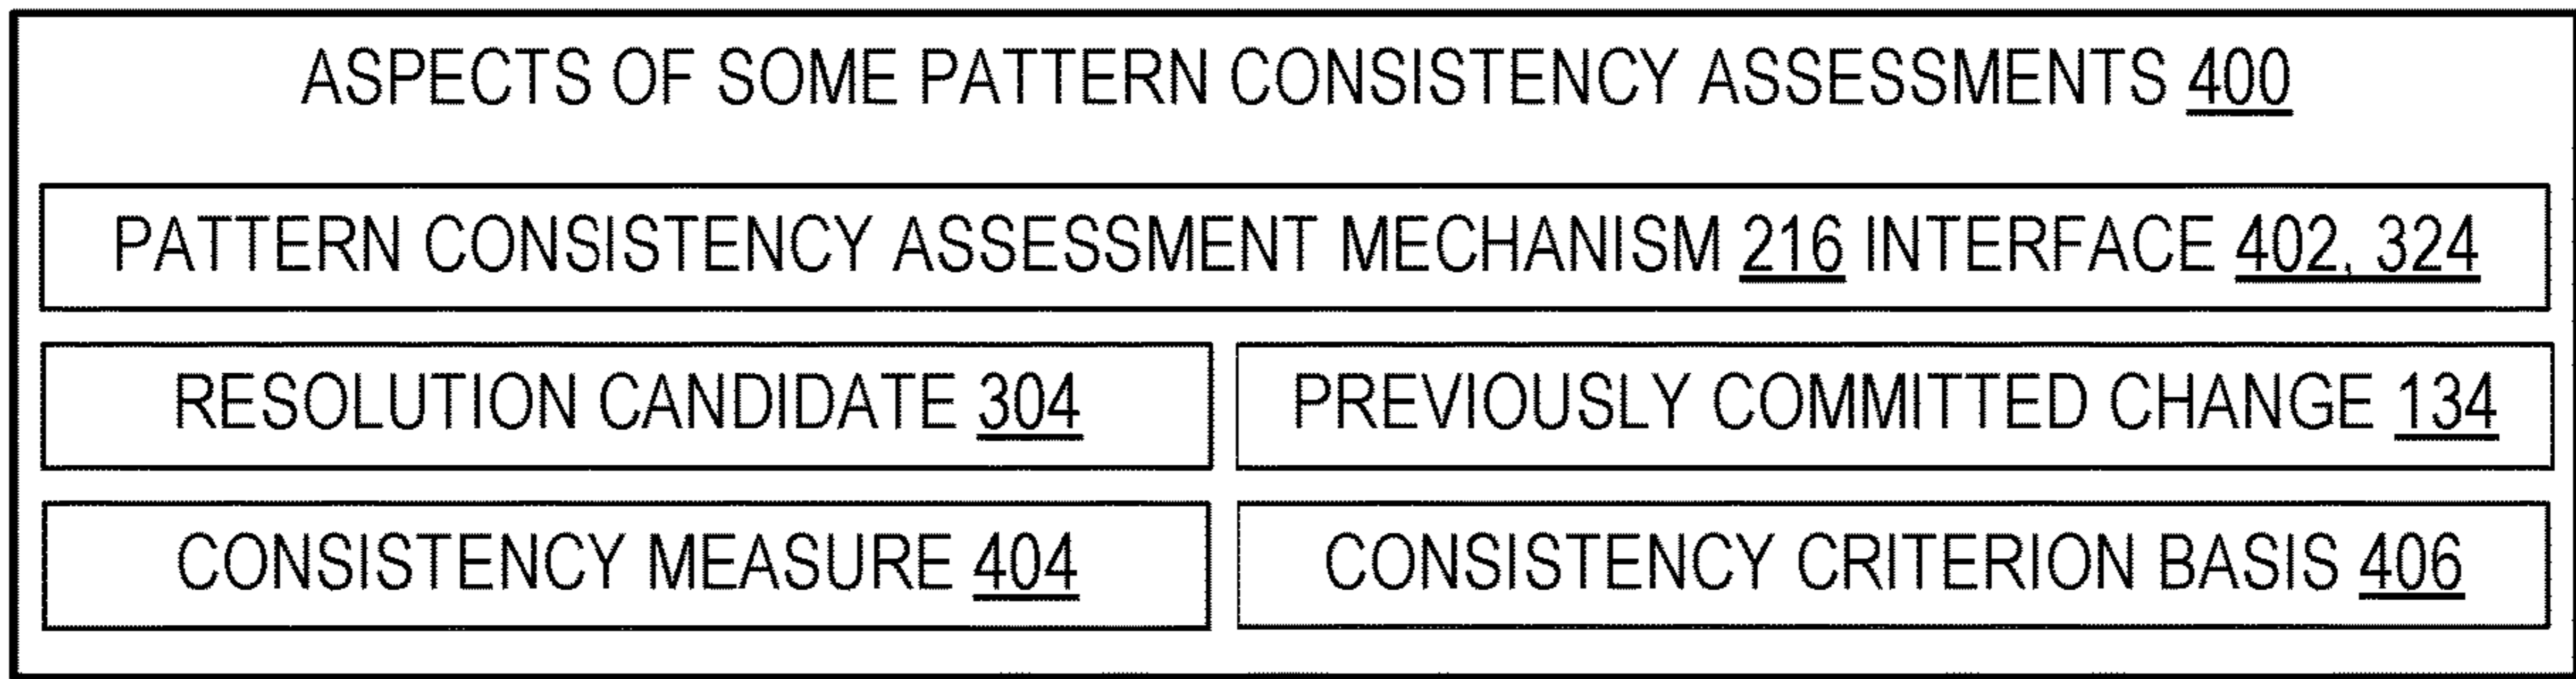 ASPECTS OF SOME PATTERN CONSISTENCY ASSESSMENTS 400
PATTERN CONSISTENCY ASSESSMENT MECHANISM 216 INTERFACE 402, 324
RESOLUTION CANDIDATE 304
PREVIOUSLY COMMITTED CHANGE 134
CONSISTENCY MEASURE 404
CONSISTENCY CRITERION BASIS 406